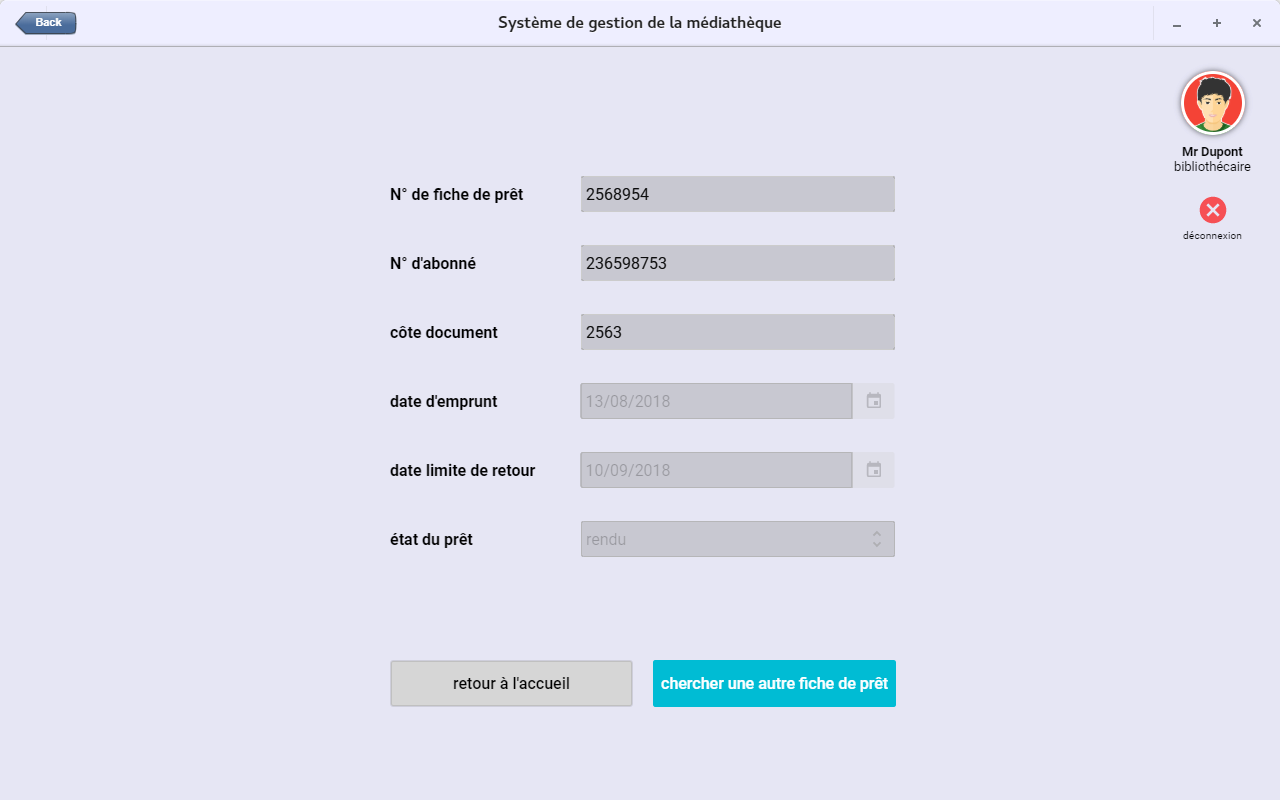 Back
Système de gestion de la médiathèque
Mr Dupont
bibliothécaire
déconnexion
N° de fiche de prêt
2568954
N° d'abonné
236598753
côte document
2563
date d'emprunt
13/08/2018
date limite de retour
10/09/2018
état du prêt
rendu
retour à l'accueil
chercher une autre fiche de prêt